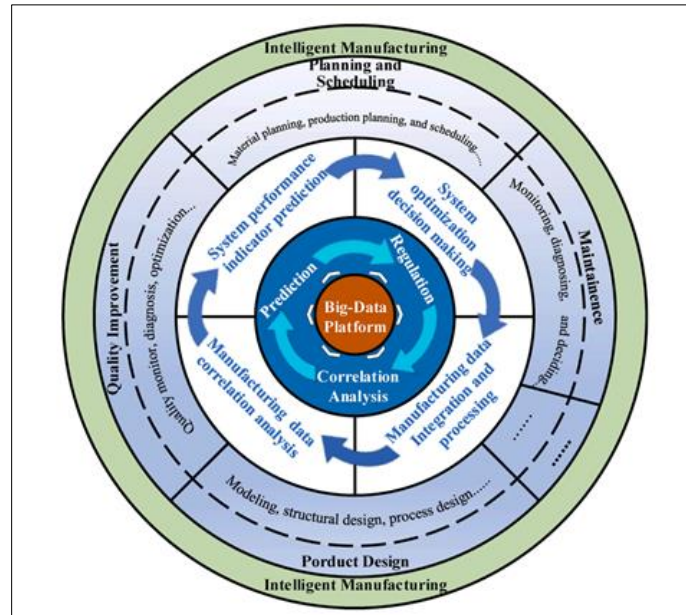 Intelligent Manufacturing
Planning and
Scheduling
Material planning, production planning, and scheduling.....
System performance
indicator prediction
System
optimization
decision making
Monitoring, diagnosing, and deciding
Maintainence
Quality Improvement
Quality monitor, diagnosis, optimization...
Prediction
Regulation
Big-Data
Platform
Correlation
Analysis
Manufacturing data
correlation analysis
Manufacturing data
Integration and
processing
......
......
Modeling, structural design, process design......
Porduct Design
Intelligent Manufacturing